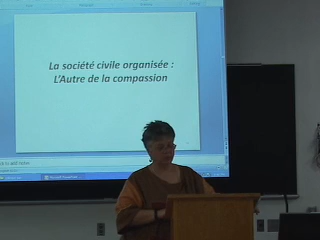 La société civile organisée :
L'Autre de la compassion